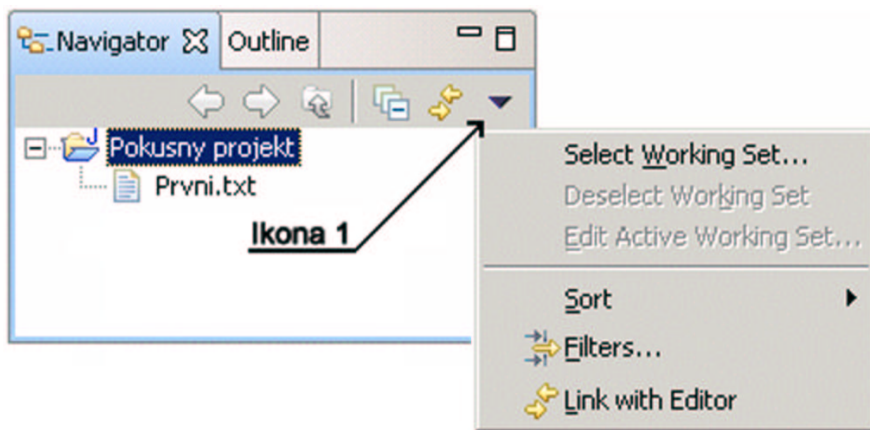 Navigator
Outline
Pokusny projekt
Prvni.txt
Ikona 1
Select Working Set...
Deselect Working Set
Edit Active Working Set...
Sort
Filters...
Link with Editor